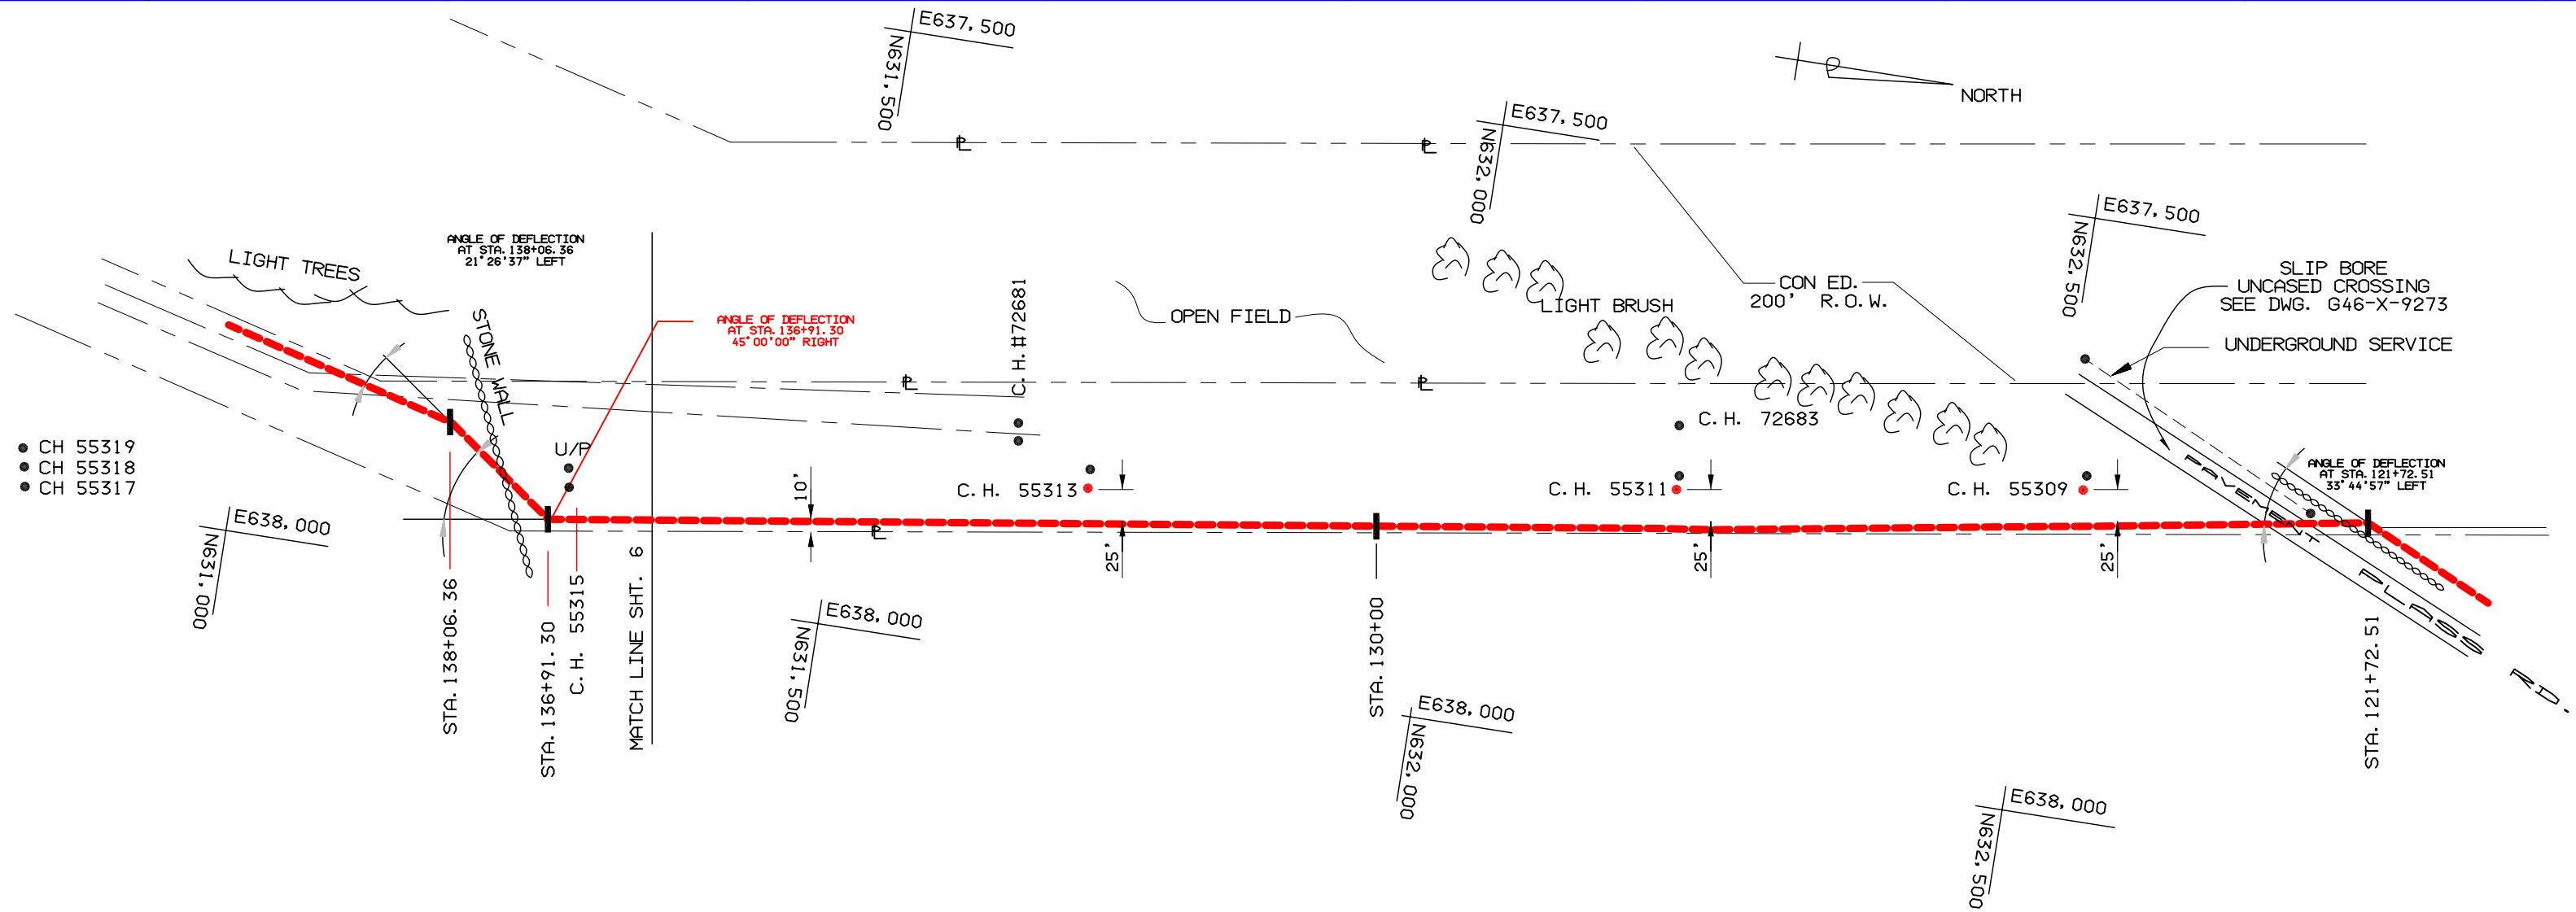 E637,500
N631,500
NORTH
E637,500
N632,000
E637,500
N632,500
ANGLE OF DEFLECTION
AT STA. 138+06.36
21°26'37" LEFT
LIGHT TREES
STONE WALL
ANGLE OF DEFLECTION
AT STA. 136+91.30
45°00'00" RIGHT
C.H.#72681
OPEN FIELD
LIGHT BRUSH
CON ED.
200' R.O.W.
SLIP BORE
UNCASED CROSSING
SEE DWG. G46-X-9273
UNDERGROUND SERVICE
PL
PL
PL
PL
CH 55319
CH 55318
CH 55317
U/P
10'
C.H. 55313
C.H. 72683
C.H. 55311
C.H. 55309
ANGLE OF DEFLECTION
AT STA. 121+72.51
33°44'57" LEFT
PAVEMENT
PLASS RD.
E638,000
N631,000
PL
25'
25'
25'
STA. 138+06.36
STA. 136+91.30
C.H. 55315
MATCH LINE SHT. 6
E638,000
N631,500
STA. 130+00
STA. 121+72.51
E638,000
N632,000
E638,000
N632,500